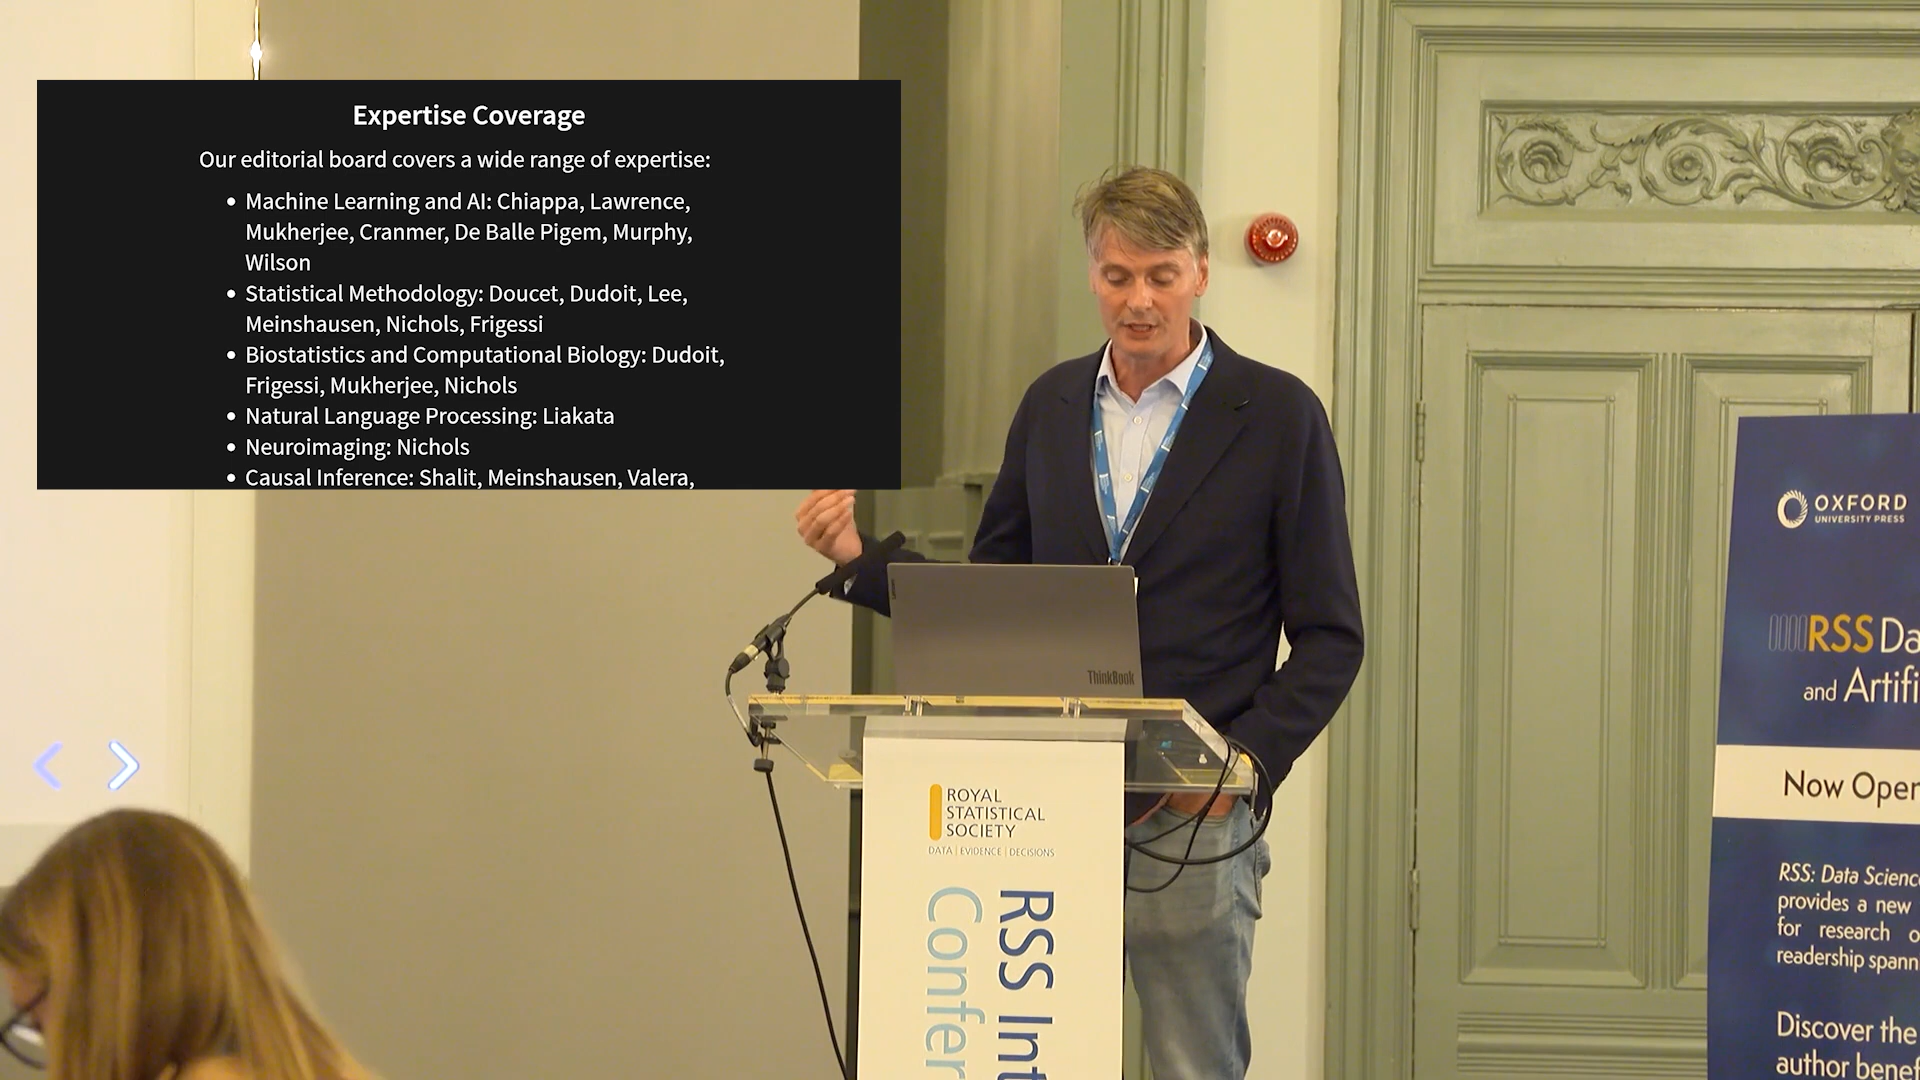 Expertise Coverage
Our editorial board covers a wide range of expertise:
• Machine Learning and AI: Chiappa, Lawrence,
Mukherjee, Cranmer, De Balle Pigem, Murphy,
Wilson
• Statistical Methodology: Doucet, Dudoit, Lee,
Meinshausen, Nichols, Frigessi
• Biostatistics and Computational Biology: Dudoit,
Frigessi, Mukherjee, Nichols
• Natural Language Processing: Liakata
• Neuroimaging: Nichols
• Causal Inference: Shalit, Meinshausen, Valera,
ThinkBook
ROYAL
STATISTICAL
SOCIETY
DATA | EVIDENCE | DECISIONS
RSS Int
Confer
OXFORD
UNIVERSITY PRESS
RSS Da
and Artifi
Now Oper
RSS: Data Science
provides a new
for research o
readership spann
Discover the
author benef